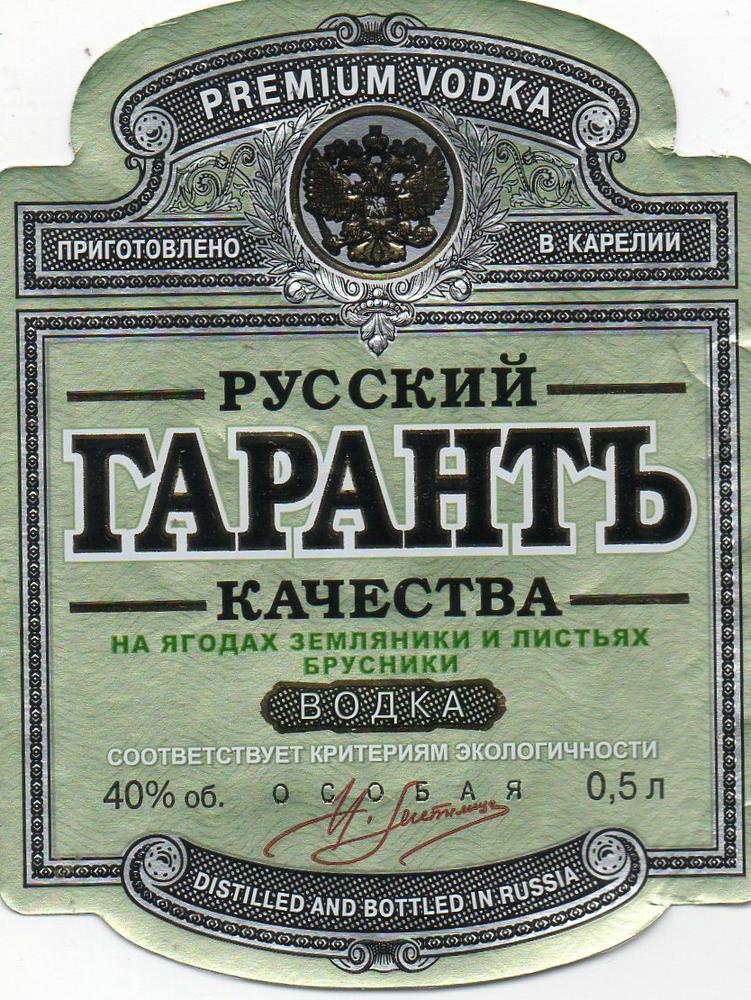 PREMIUM VODKA
ПРИГОТОВЛЕНО В КАРЕЛИИ
РУССКИЙ
ГАРАНТЪ
КАЧЕСТВА
НА ЯГОДАХ ЗЕМЛЯНИКИ И ЛИСТЬЯХ
БРУСНИКИ
ВОДКА
СООТВЕТСТВУЕТ КРИТЕРИЯМ ЭКОЛОГИЧНОСТИ
40% об. ОСОБАЯ 0,5 л
DISTILLED AND BOTTLED IN RUSSIA